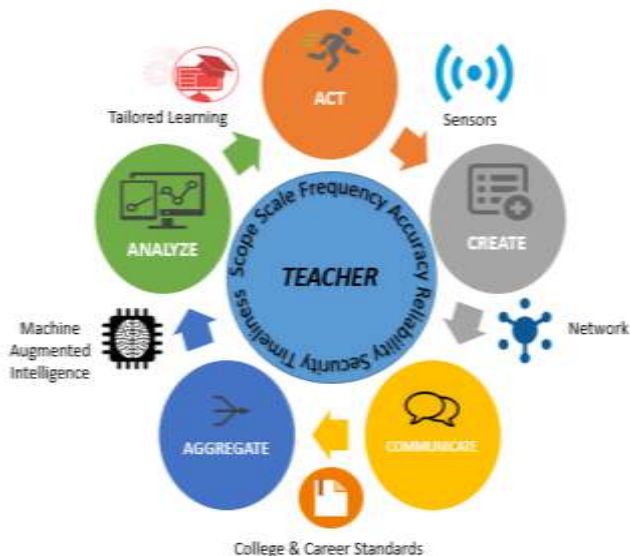 ACT
Tailored Learning
Sensors
ANALYZE
CREATE
Scope Scale Frequency Accuracy Reliability Security Timeliness
TEACHER
Machine
Augmented
Intelligence
Network
AGGREGATE
COMMUNICATE
College & Career Standards